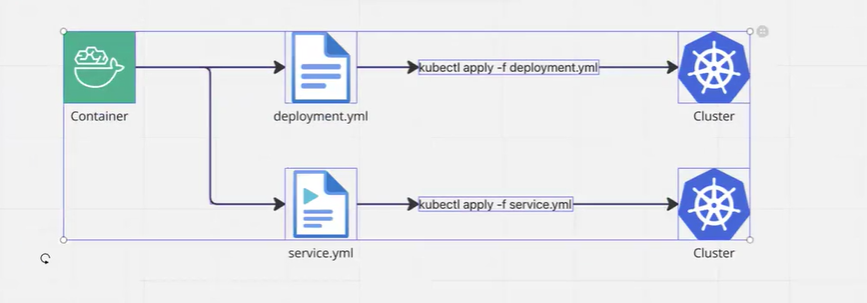 kubectl apply -f deployment.yml
Container
deployment.yml
Cluster
kubectl apply -f service.yml
service.yml
Cluster